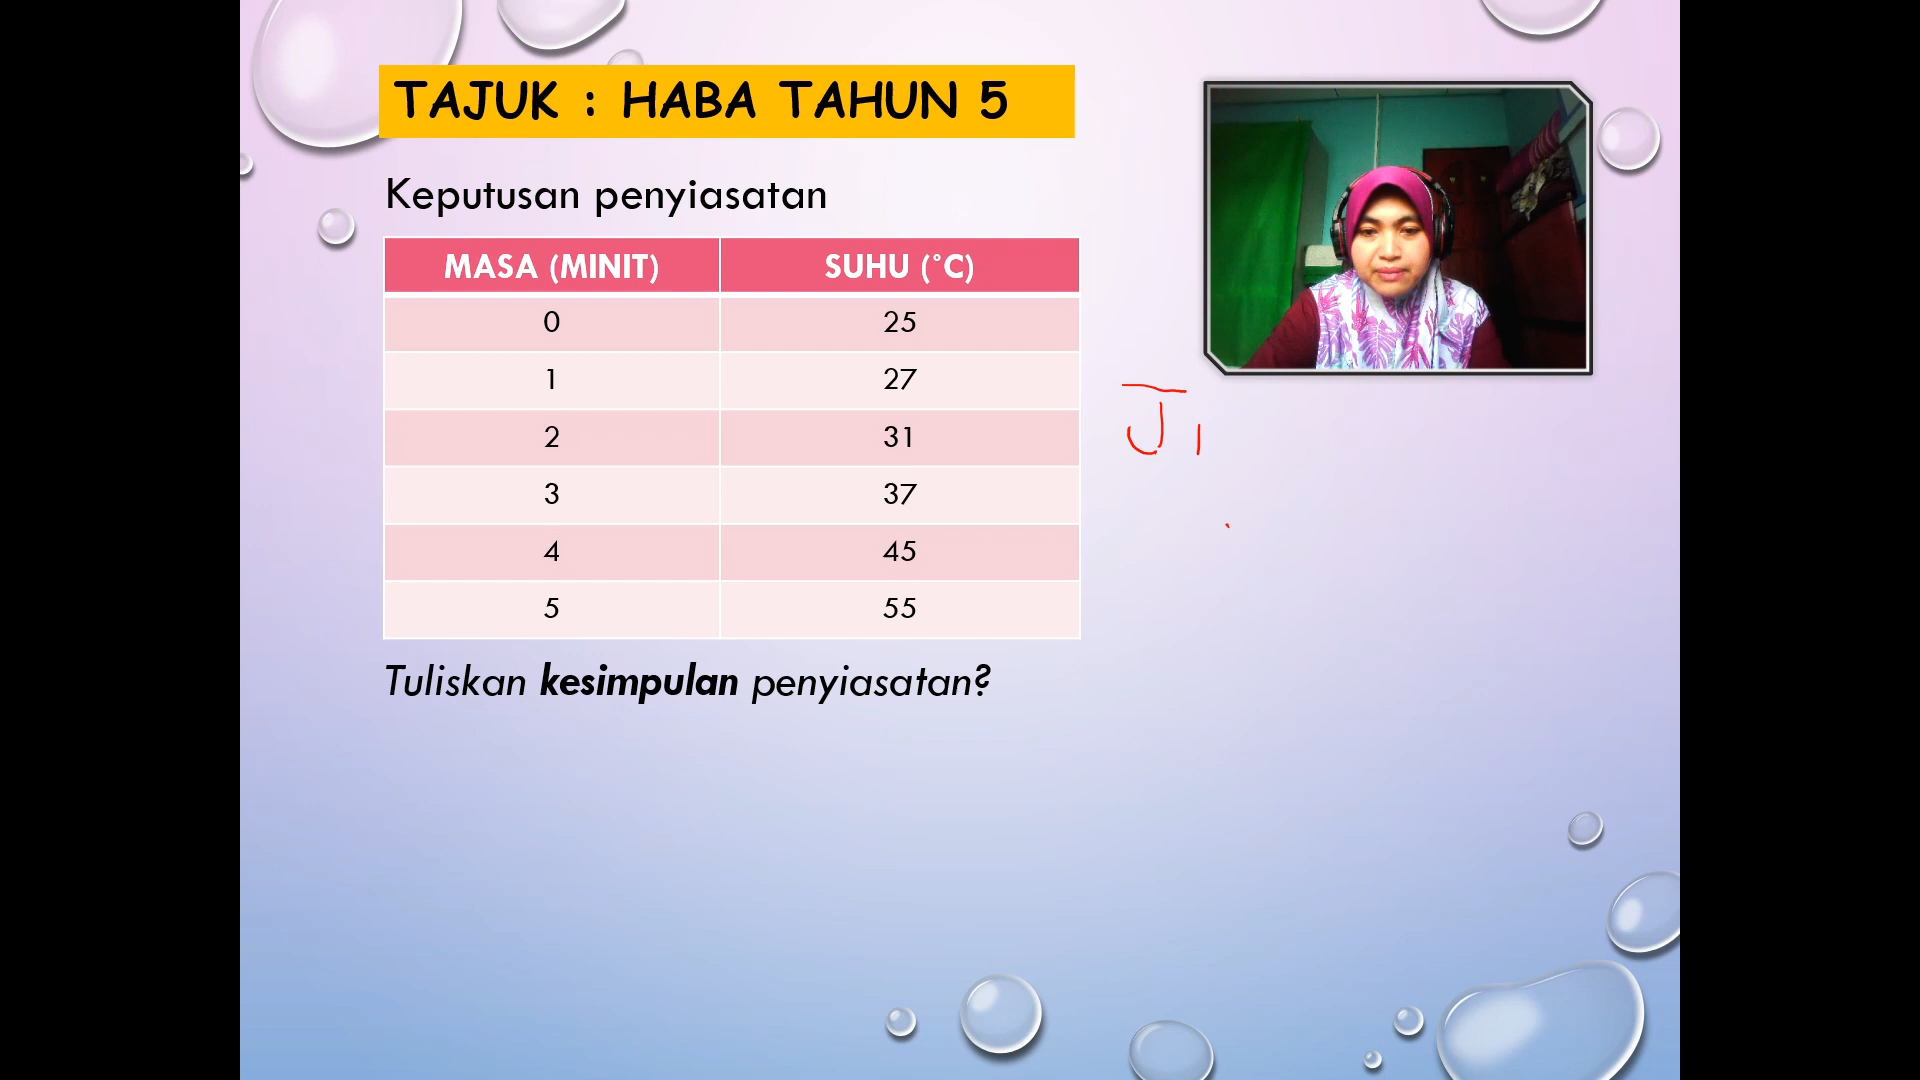 TAJUK : HABA TAHUN 5
Keputusan penyiasatan
MASA (MINIT) SUHU (˚C)
0 25
1 27
2 31
3 37
4 45
5 55
Ji
Tuliskan kesimpulan penyiasatan?